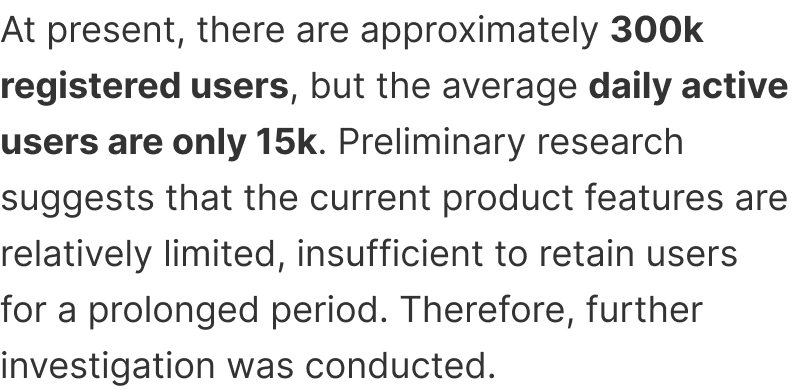 At present, there are approximately 300k
registered users, but the average daily active
users are only 15k. Preliminary research
suggests that the current product features are
relatively limited, insufficient to retain users
for a prolonged period. Therefore, further
investigation was conducted.